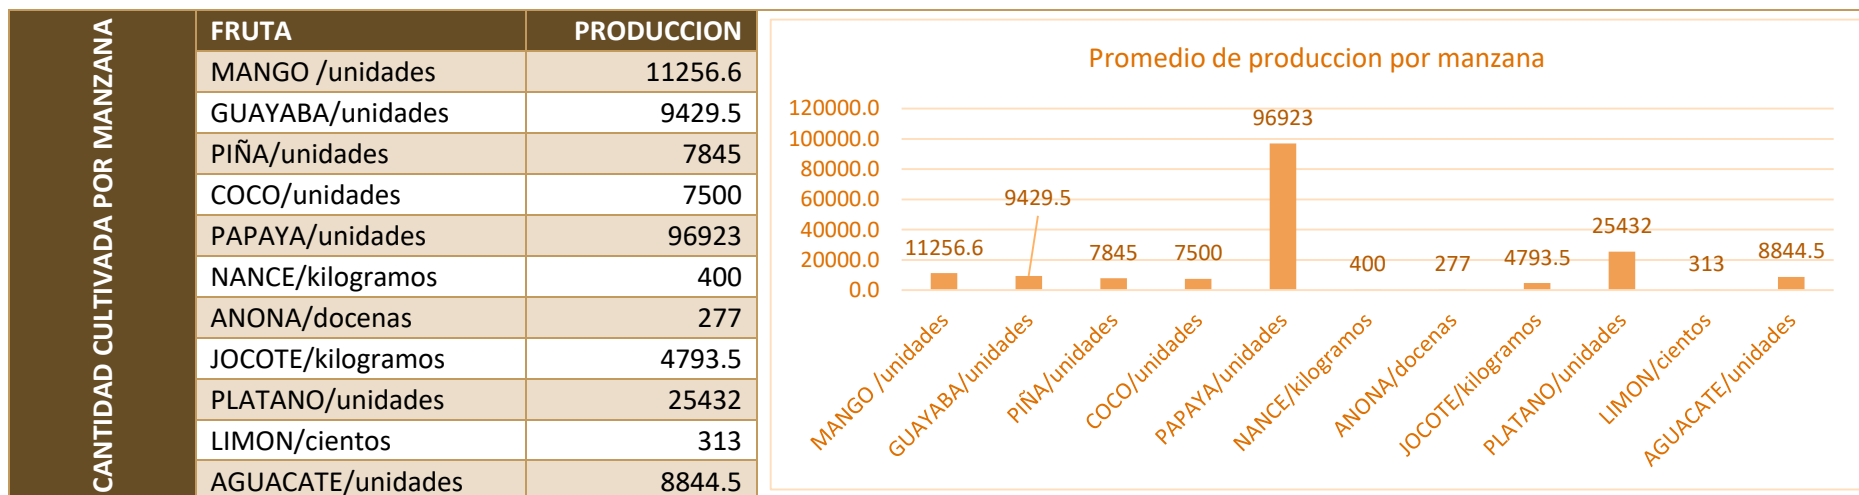 CANTIDAD CULTIVADA POR MANZANA
FRUTA PRODUCCION
MANGO /unidades 11256.6
GUAYABA/unidades 9429.5
PIÑA/unidades 7845
COCO/unidades 7500
PAPAYA/unidades 96923
NANCE/kilogramos 400
ANONA/docenas 277
JOCOTE/kilogramos 4793.5
PLATANO/unidades 25432
LIMON/cientos 313
AGUACATE/unidades 8844.5
Promedio de produccion por manzana
120000.0
100000.0
80000.0
60000.0
40000.0
20000.0
0.0
11256.6
9429.5
7845
7500
96923
400
277
4793.5
25432
313
8844.5
MANGO /unidades
GUAYABA/unidades
PIÑA/unidades
COCO/unidades
PAPAYA/unidades
NANCE/kilogramos
ANONA/docenas
JOCOTE/kilogramos
PLATANO/unidades
LIMON/cientos
AGUACATE/unidades